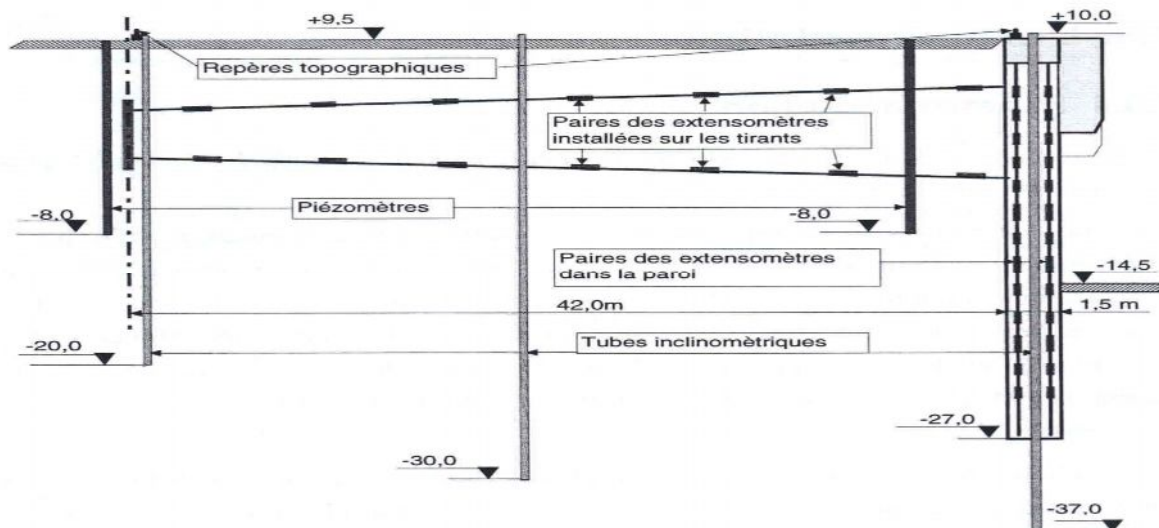 +9,5
+10,0
Repères topographiques
Paires des extensomètres
installées sur les tirants
Piézomètres
-8,0
-8,0
Paires des extensomètres
dans la paroi
-14,5
42,0m
1,5 m
Tubes inclinomètriques
-20,0
-27,0
-30,0
-37,0